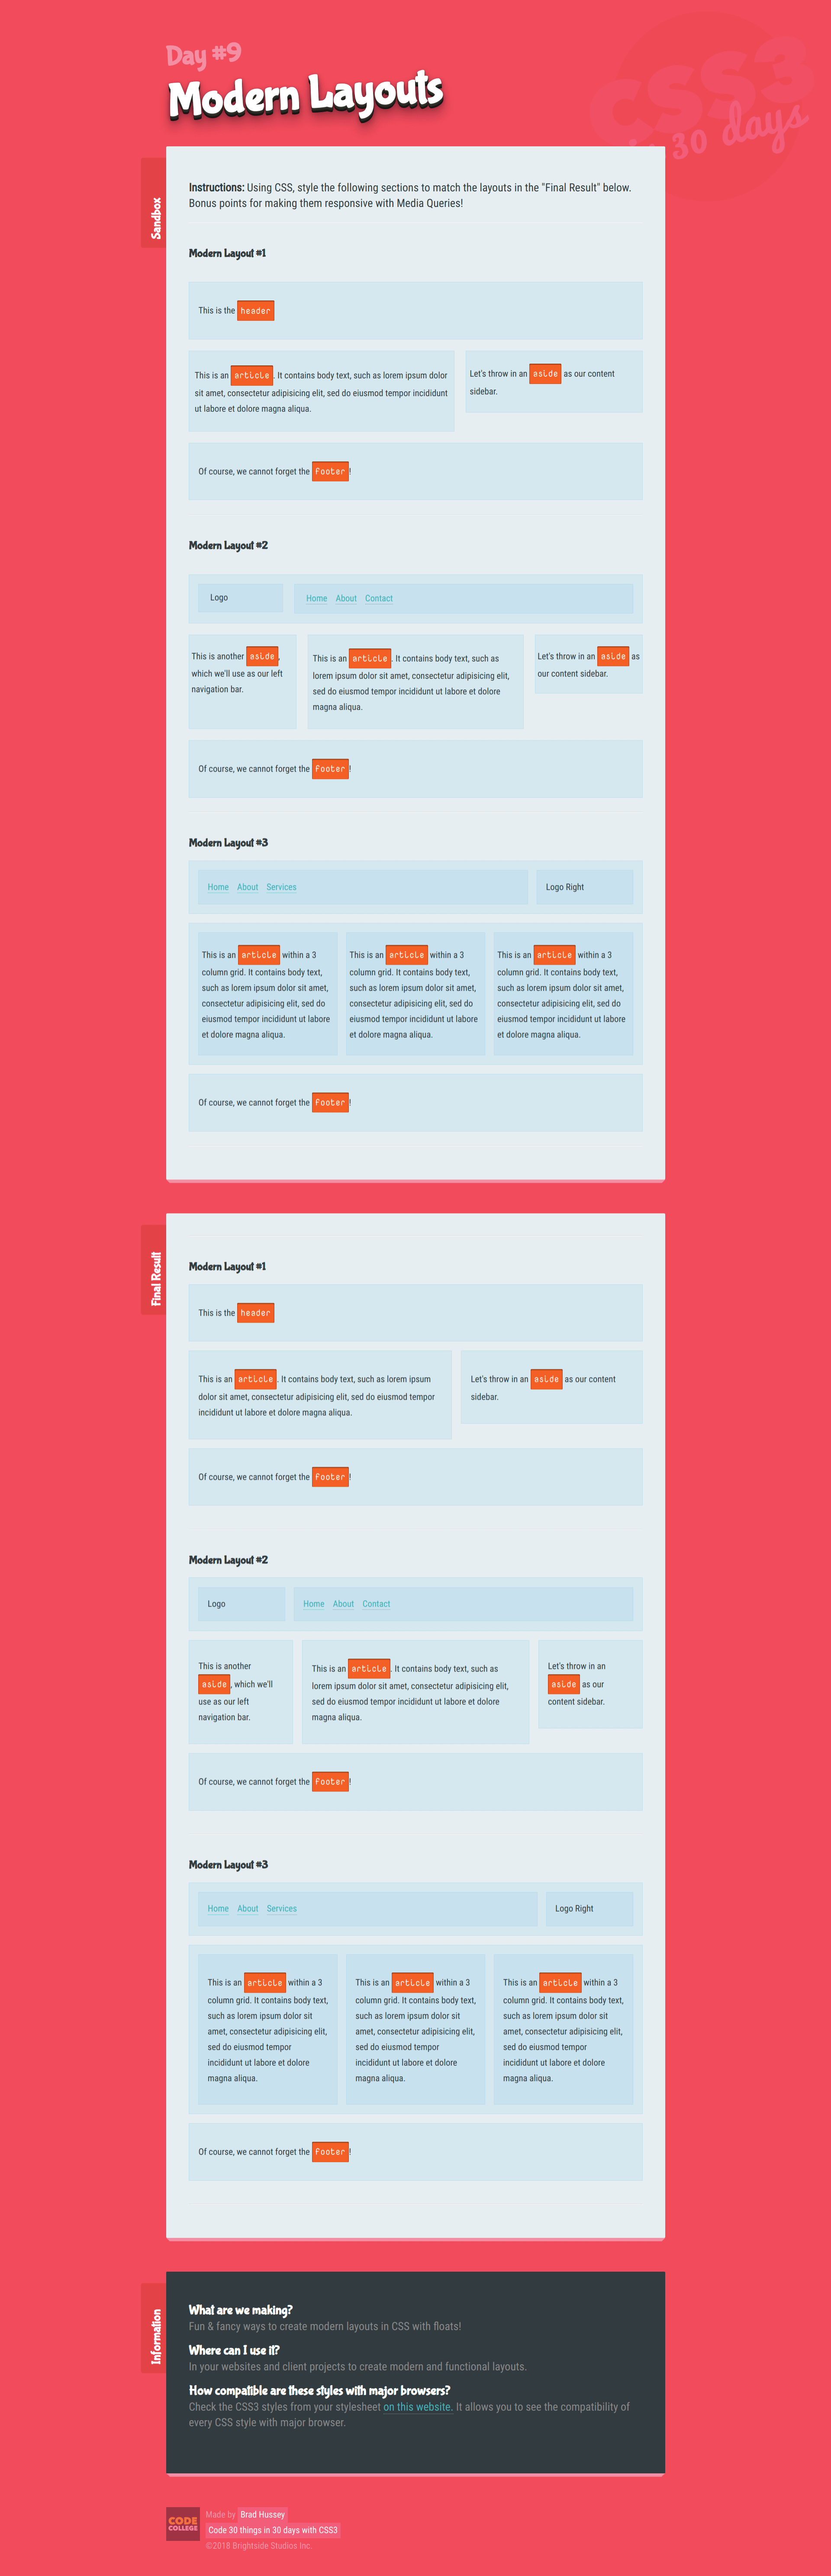 Day #9
Modern Layouts
CSS3
in 30 days
Sandbox
Instructions: Using CSS, style the following sections to match the layouts in the "Final Result" below.
Bonus points for making them responsive with Media Queries!
Modern Layout #1
This is the header
This is an article. It contains body text, such as lorem ipsum dolor
sit amet, consectetur adipisicing elit, sed do eiusmod tempor incididunt
ut labore et dolore magna aliqua.
Let's throw in an aside as our content
sidebar.
Of course, we cannot forget the footer!
Modern Layout #2
Logo
Home About Contact
This is another aside,
which we'll use as our left
navigation bar.
This is an article. It contains body text, such as
lorem ipsum dolor sit amet, consectetur adipisicing elit,
sed do eiusmod tempor incididunt ut labore et dolore
magna aliqua.
Let's throw in an aside as
our content sidebar.
Of course, we cannot forget the footer!
Modern Layout #3
Home About Services
Logo Right
This is an article within a 3
column grid. It contains body text,
such as lorem ipsum dolor sit amet,
consectetur adipisicing elit, sed do
eiusmod tempor incididunt ut labore
et dolore magna aliqua.
This is an article within a 3
column grid. It contains body text,
such as lorem ipsum dolor sit amet,
consectetur adipisicing elit, sed do
eiusmod tempor incididunt ut labore
et dolore magna aliqua.
This is an article within a 3
column grid. It contains body text,
such as lorem ipsum dolor sit amet,
consectetur adipisicing elit, sed do
eiusmod tempor incididunt ut labore
et dolore magna aliqua.
Of course, we cannot forget the footer!
Final Result
Modern Layout #1
This is the header
This is an article. It contains body text, such as lorem ipsum
dolor sit amet, consectetur adipisicing elit, sed do eiusmod tempor
incididunt ut labore et dolore magna aliqua.
Let's throw in an aside as our content
sidebar.
Of course, we cannot forget the footer!
Modern Layout #2
Logo
Home About Contact
This is another
aside, which we'll
use as our left
navigation bar.
This is an article. It contains body text, such as
lorem ipsum dolor sit amet, consectetur adipisicing elit,
sed do eiusmod tempor incididunt ut labore et dolore
magna aliqua.
Let's throw in an
aside as our
content sidebar.
Of course, we cannot forget the footer!
Modern Layout #3
Home About Services
Logo Right
This is an article within a 3
column grid. It contains body text,
such as lorem ipsum dolor sit
amet, consectetur adipisicing elit,
sed do eiusmod tempor
incididunt ut labore et dolore
magna aliqua.
This is an article within a 3
column grid. It contains body text,
such as lorem ipsum dolor sit
amet, consectetur adipisicing elit,
sed do eiusmod tempor
incididunt ut labore et dolore
magna aliqua.
This is an article within a 3
column grid. It contains body text,
such as lorem ipsum dolor sit
amet, consectetur adipisicing elit,
sed do eiusmod tempor
incididunt ut labore et dolore
magna aliqua.
Of course, we cannot forget the footer!
Information
What are we making?
Fun & fancy ways to create modern layouts in CSS with floats!
Where can I use it?
In your websites and client projects to create modern and functional layouts.
How compatible are these styles with major browsers?
Check the CSS3 styles from your stylesheet on this website. It allows you to see the compatibility of
every CSS style with major browser.
CODE
COLLEGE
Made by Brad Hussey
Code 30 things in 30 days with CSS3
©2018 Brightside Studios Inc.